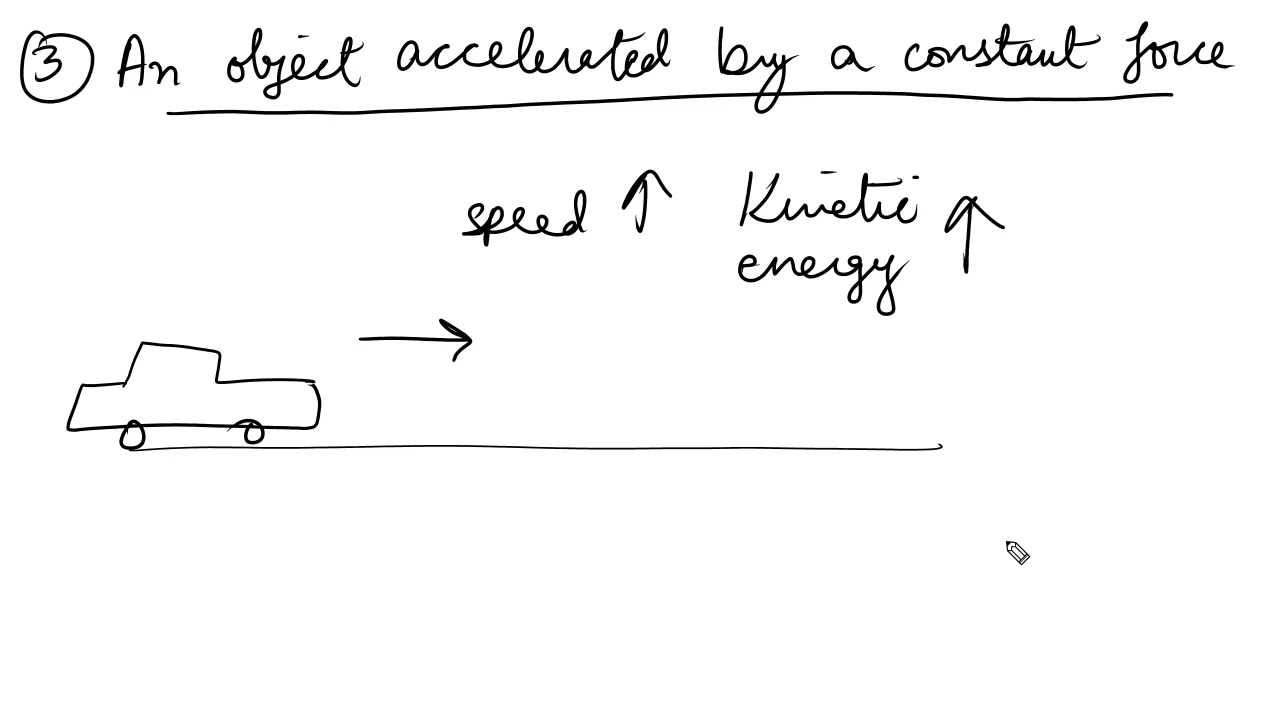 ③ An object accelerated by a constant force
speed ↑ Kinetic energy ↑